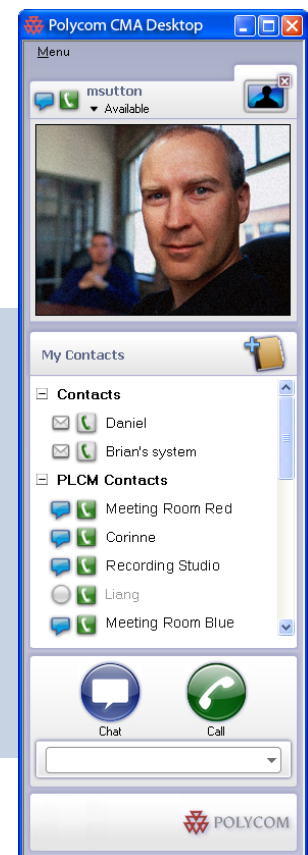 Polycom CMA Desktop
Menu
msutton
Available
My Contacts
Contacts
Daniel
Brian's system
PLCM Contacts
Meeting Room Red
Corinne
Recording Studio
Liang
Meeting Room Blue
Chat
Call
POLYCOM